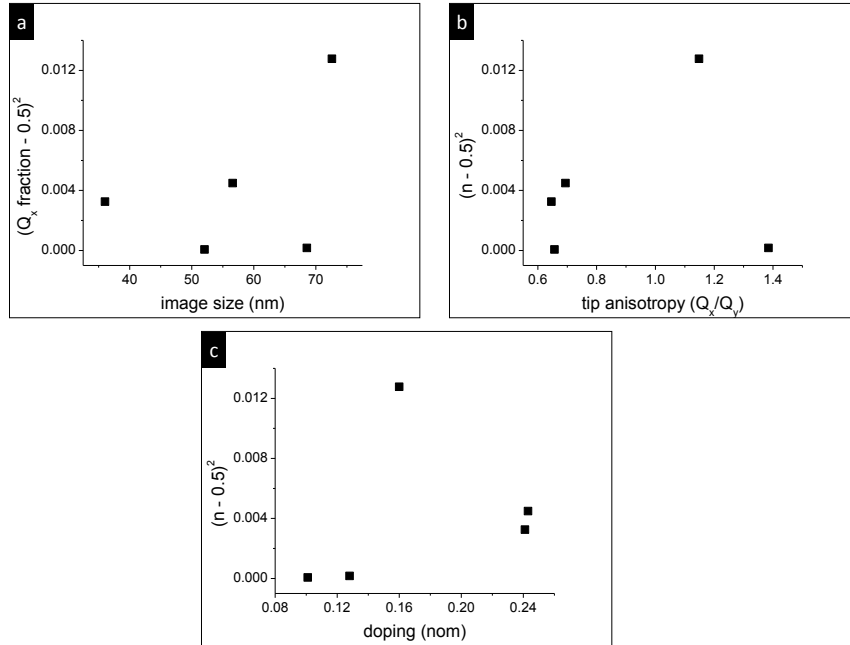 a
0.012
0.008
0.004
0.000
(Qx fraction - 0.5)²
40 50 60 70
image size (nm)
b
0.012
0.008
0.004
0.000
(n - 0.5)²
0.6 0.8 1.0 1.2 1.4
tip anisotropy (Qx/Qy)
c
0.012
0.008
0.004
0.000
(n - 0.5)²
0.08 0.12 0.16 0.20 0.24
doping (nom)